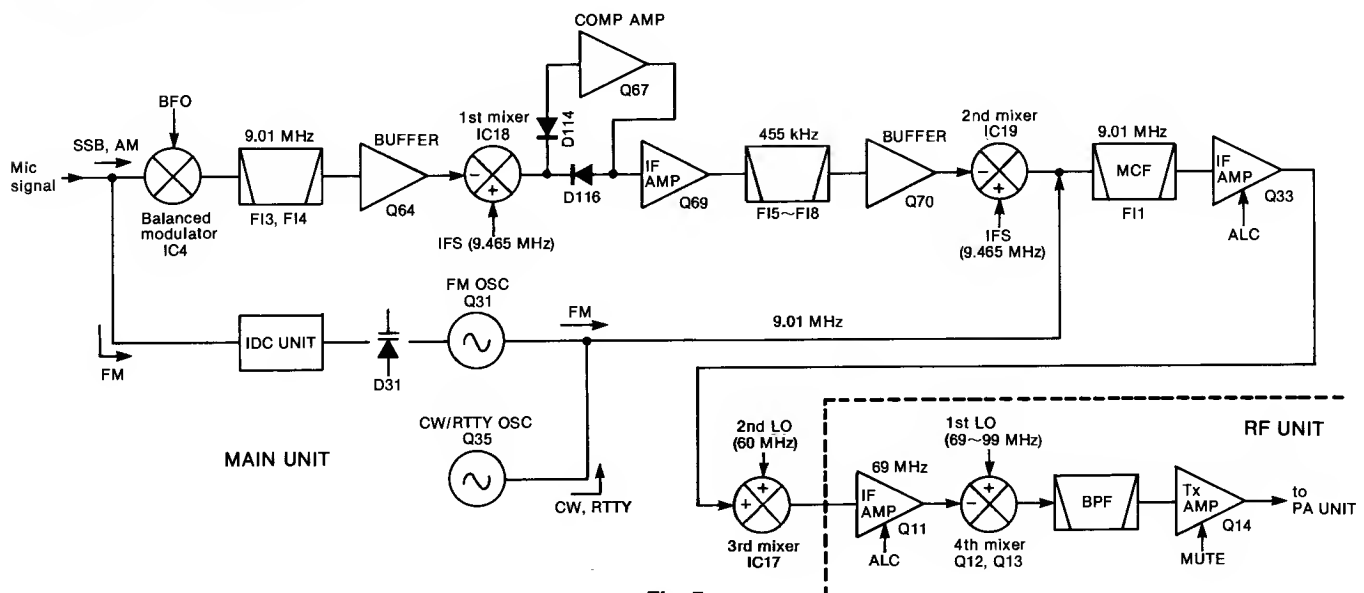 COMP AMP
Q67
BFO
SSB, AM
Mic
signal
9.01 MHz
BUFFER
1st mixer
IC18
D114
455 kHz
BUFFER
2nd mixer
IC19
9.01 MHz
MCF
IF
AMP
Q33
Balanced
modulator
IC4
FI3, FI14
Q64
-
+
D116
IF
AMP
Q69
FI5~FI8
Q70
-
+
FI1
ALC
IFS (9.465 MHz)
IFS
(9.465 MHz)
FM OSC
Q31
FM
9.01 MHz
IDC UNIT
FM
D31
CW/RTTY OSC
Q35
MAIN UNIT
CW, RTTY
2nd LO
(60 MHz)
1st LO
(69~99 MHz)
RF UNIT
69 MHz
+
+
IF
AMP
Q11
+
-
BPF
Tx
AMP
Q14
to
PA UNIT
3rd mixer
IC17
ALC
4th mixer
Q12, Q13
MUTE